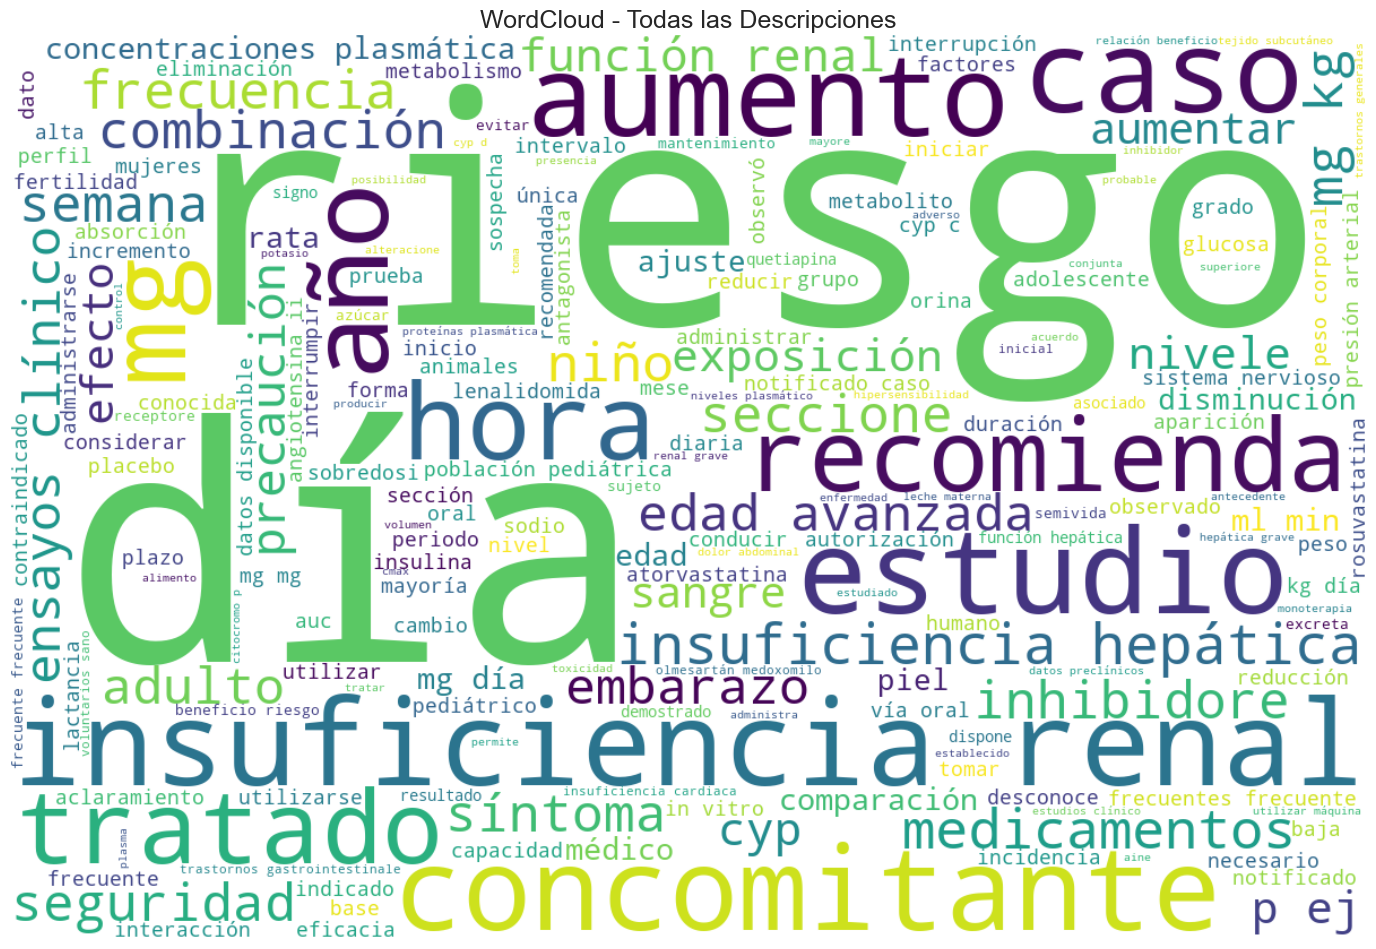 WordCloud - Todas las Descripciones
concentraciones plasmática
función renal
interrupción
relación beneficio
tejido subcutáneo
eliminación
metabolismo
factores
aumento
caso
mg kg
trastornos generales
dato
frecuencia
combinación
evitar
aumentar
alta
cyp d
intervalo
mantenimiento
mayore
iniciar
inhibidor
perfil
mujeres
riesgo
sospecha
presencia
fertilidad
signo
posibilidad
única
observó
metabolito
probable
semana
año
recomendada
adverso
grado
absorción
rata
potasio
antagonista
cyp c
peso corporal
presión arterial
incremento
alteracione
toma
ajuste
quetiapina
conjunta
glucosa
mg
prueba
reducir
grupo
adolescente
superiore
efecto
control
precaución
azúcar
orina
ensayos clínico
administrarse
angiotensina ii
interrumpir
proteínas plasmática
administrar
acuerdo
inicio
niño
exposición
inicial
nivele
animales
sistema nervioso
conocida
forma
lenalidomida
mese
notificado caso
asociado
disminución
receptore
producir
hora
niveles plasmático
hipersensibilidad
seccione
duración
aparición
considerar
datos disponible
diaria
recomienda
placebo
sobredosi
población pediátrica
renal grave
rosuvastatina
frecuente frecuente contraindicado
día
sección
sujeto
enfermedad
leche materna
antecedente
oral
edad avanzada
semivida
observado
volumen
sodio
estudio
ml min
periodo
conducir
autorización
función hepática
hepática grave
peso
plazo
nivel
dolor abdominal
edad
insulina
cmax
alimento
mg mg
mayoría
atorvastatina
kg día
sangre
estudiado
monoterapia
citocromo p
auc
cambio
humano
excreta
voluntarios sano
lactancia
insuficiencia hepática
utilizar
toxicidad
olmesartán medoxomilo
datos preclínicos
adulto
tratar
mg día
embarazo
piel
inhibidore
reducción
beneficio riesgo
pediátrico
demostrado
administra
vía oral
insuficiencia renal
permite
dispone
establecido
tomar
aclaramiento
utilizarse
resultado
insuficiencia cardiaca
in vitro
comparación
desconoce
frecuentes frecuente
tratado
síntoma
estudios clínico
utilizar máquina
cyp
medicamentos
baja
plasma
capacidad
médico
incidencia
aine
necesario
trastornos gastrointestinale
frecuente
concomitante
notificado
seguridad
indicado
base
p ej
interacción
eficacia